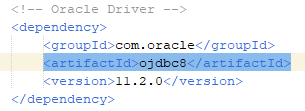 <!-- Oracle Driver -->
<dependency>
<groupId>com.oracle</groupId>
<artifactId>ojdbc8</artifactId>
<version>11.2.0</version>
</dependency>